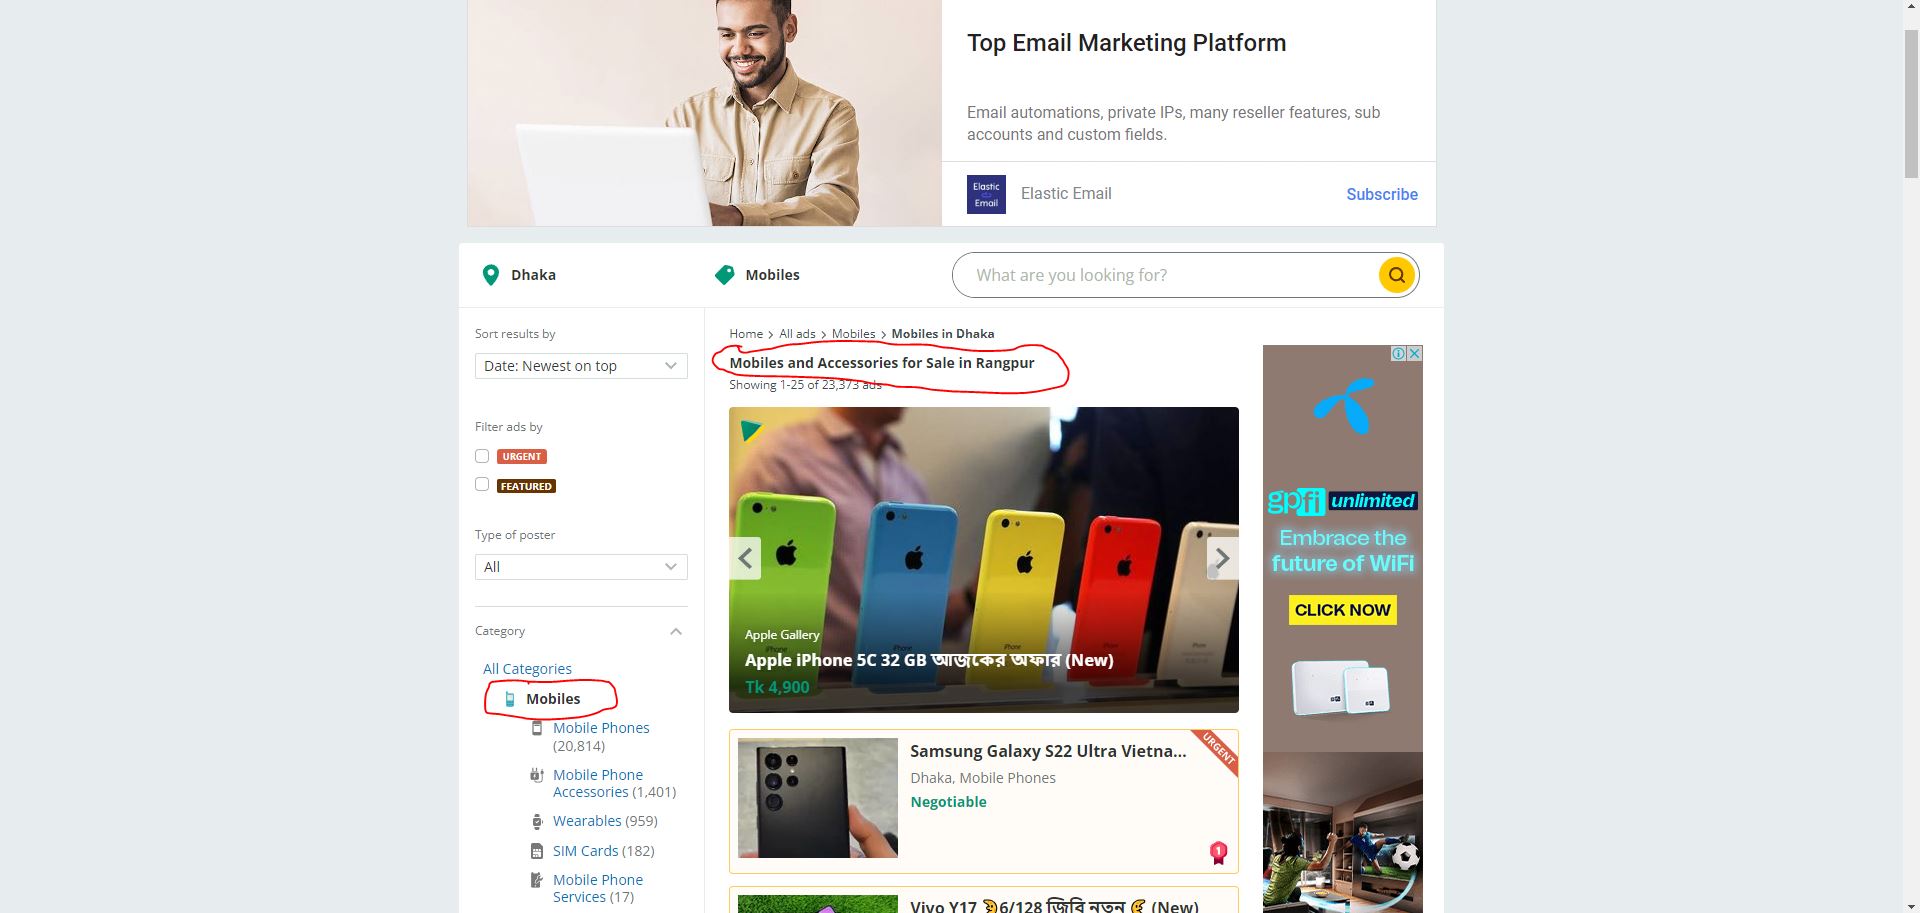 Top Email Marketing Platform
Email automations, private IPs, many reseller features, sub
accounts and custom fields.
Elastic
Email
Elastic Email
Subscribe
Dhaka
Mobiles
What are you looking for?
Sort results by
Date: Newest on top
Filter ads by
URGENT
FEATURED
Type of poster
All
Category
All Categories
Mobiles
Mobile Phones
(20,814)
Mobile Phone
Accessories (1,401)
Wearables (959)
SIM Cards (182)
Mobile Phone
Services (17)
Home > All ads > Mobiles > Mobiles in Dhaka
Mobiles and Accessories for Sale in Rangpur
Showing 1-25 of 23,373 ads
iPhone
iPhone
iPhone
Apple Gallery
Apple iPhone 5C 32 GB আজকের অফার (New)
Tk 4,900
Samsung Galaxy S22 Ultra Vietna...
URGENT
Dhaka, Mobile Phones
Negotiable
1
Vivo Y17 6/128 জিবি নতুন (New)
gpfi unlimited
Embrace the
future of WiFi
CLICK NOW